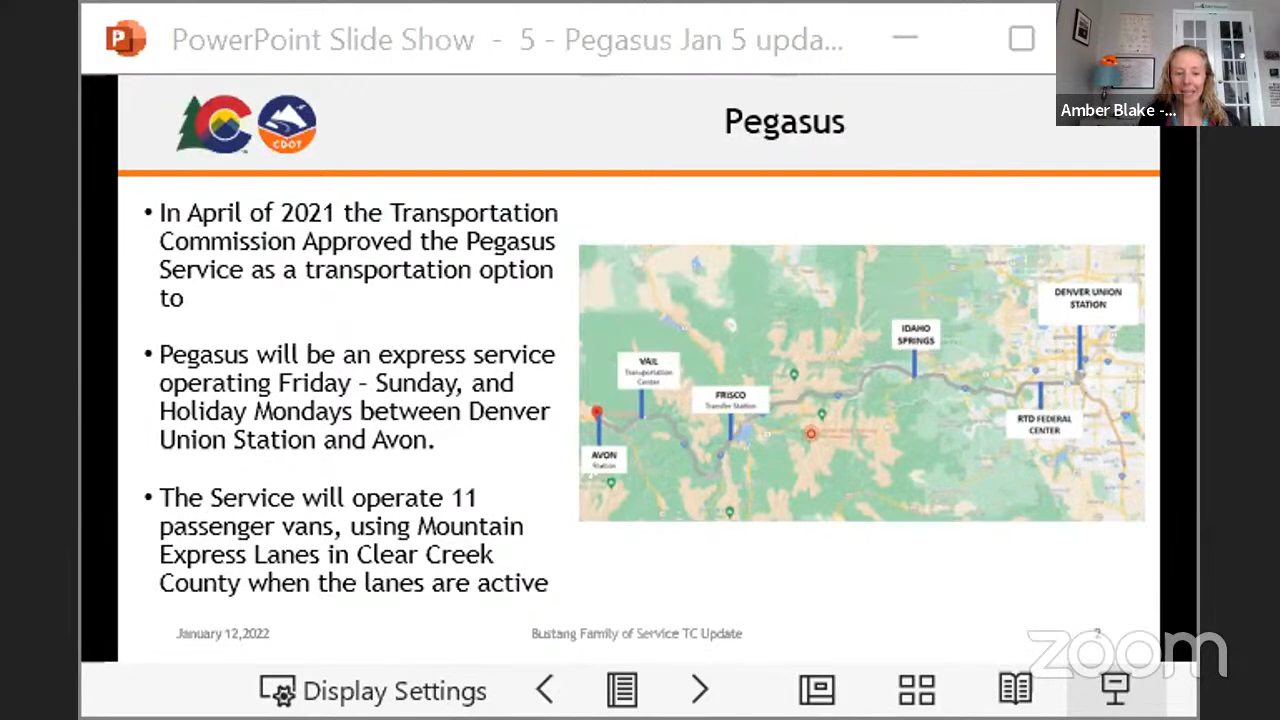 PowerPoint Slide Show - 5 - Pegasus Jan 5 upda...
Amber Blake -...
CDOT
Pegasus
• In April of 2021 the Transportation
Commission Approved the Pegasus
Service as a transportation option
to
• Pegasus will be an express service
operating Friday – Sunday, and
Holiday Mondays between Denver
Union Station and Avon.
• The Service will operate 11
passenger vans, using Mountain
Express Lanes in Clear Creek
County when the lanes are active
DENVER UNION
STATION
IDAHO
SPRINGS
VAIL
Transportation
Center
FRISCO
Transfer Station
RTD FEDERAL
CENTER
AVON
Station
January 12,2022
Bustang Family of Service TC Update
2
zoom
Display Settings